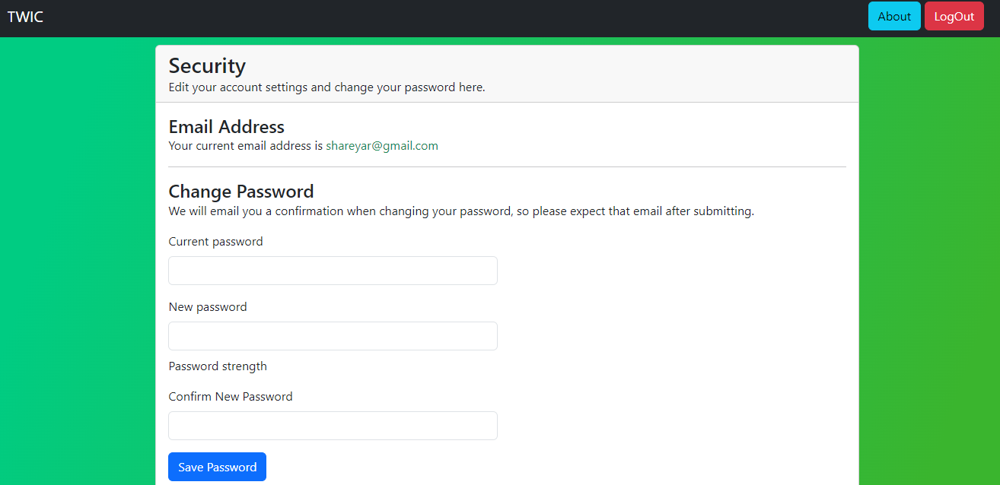 TWIC
About
LogOut
Security
Edit your account settings and change your password here.
Email Address
Your current email address is shareyar@gmail.com
Change Password
We will email you a confirmation when changing your password, so please expect that email after submitting.
Current password
New password
Password strength
Confirm New Password
Save Password